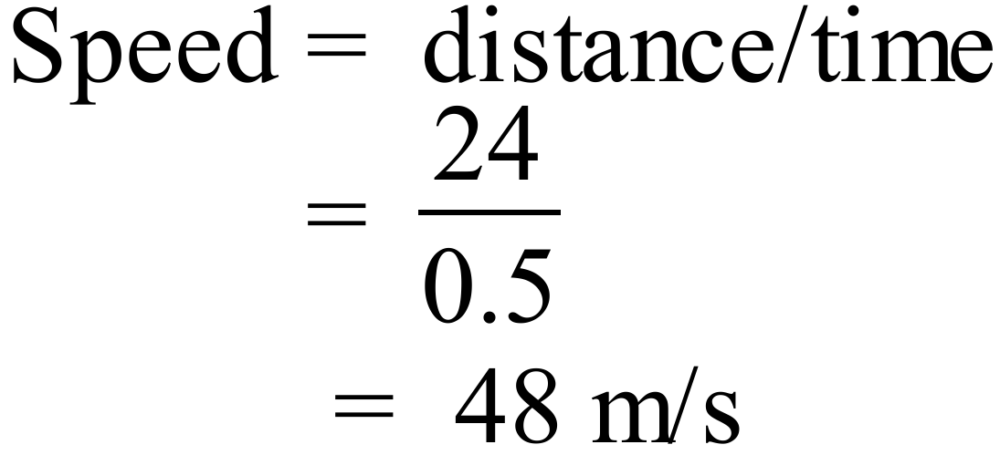 Speed = distance/time
= 24/0.5
= 48 m/s